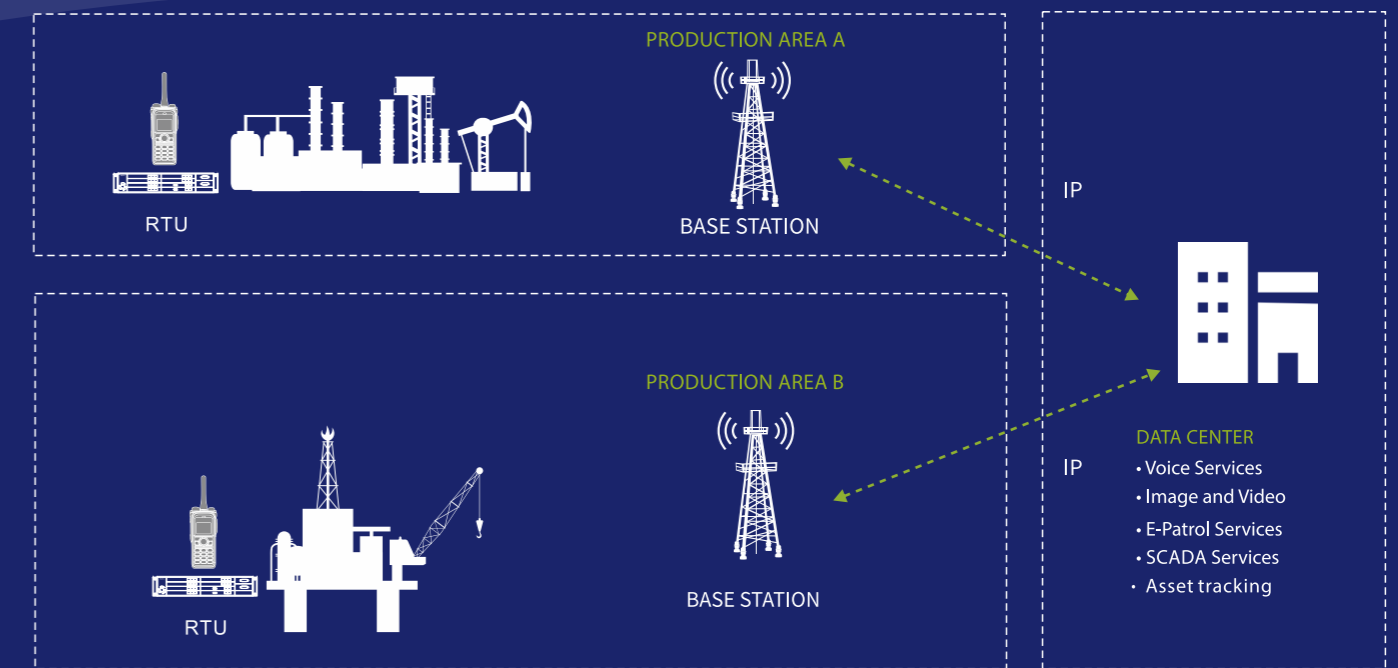 PRODUCTION AREA A
RTU
BASE STATION
IP
PRODUCTION AREA B
RTU
BASE STATION
IP
DATA CENTER
• Voice Services
• Image and Video
• E-Patrol Services
• SCADA Services
• Asset tracking